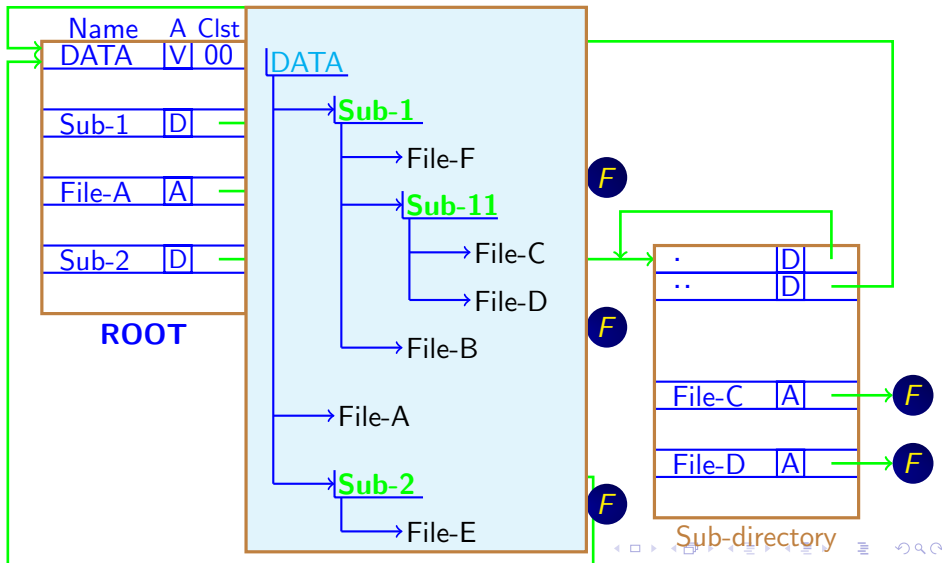 Name A Clst
DATA V 00
Sub-1 D
File-A A
Sub-2 D
ROOT
DATA
Sub-1
File-F
Sub-11
File-C
File-D
File-B
File-A
Sub-2
File-E
F
F
F
. D
.. D
File-C A F
File-D A F
Sub-directory